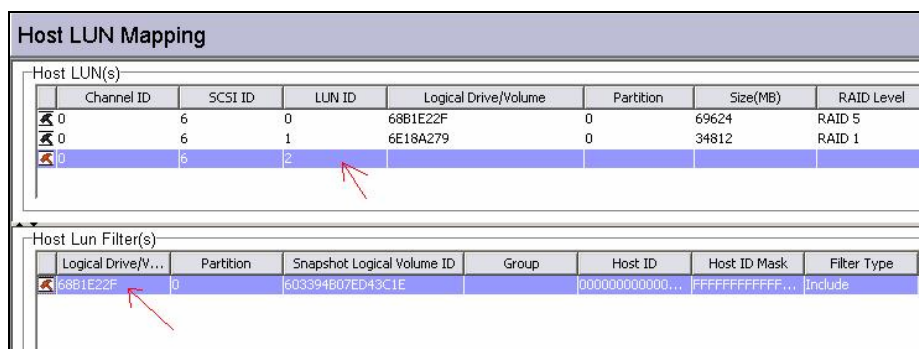 Host LUN Mapping
Host LUN(s)
Channel ID SCSI ID LUN ID Logical Drive/Volume Partition Size(MB) RAID Level
0 6 0 68B1E22F 0 69624 RAID 5
0 6 1 6E18A279 0 34812 RAID 1
0 6 2
Host Lun Filter(s)
Logical Drive/V... Partition Snapshot Logical Volume ID Group Host ID Host ID Mask Filter Type
68B1E22F 0 603394B07ED43C1E 000000000000... FFFFFFFFFFFF... Include